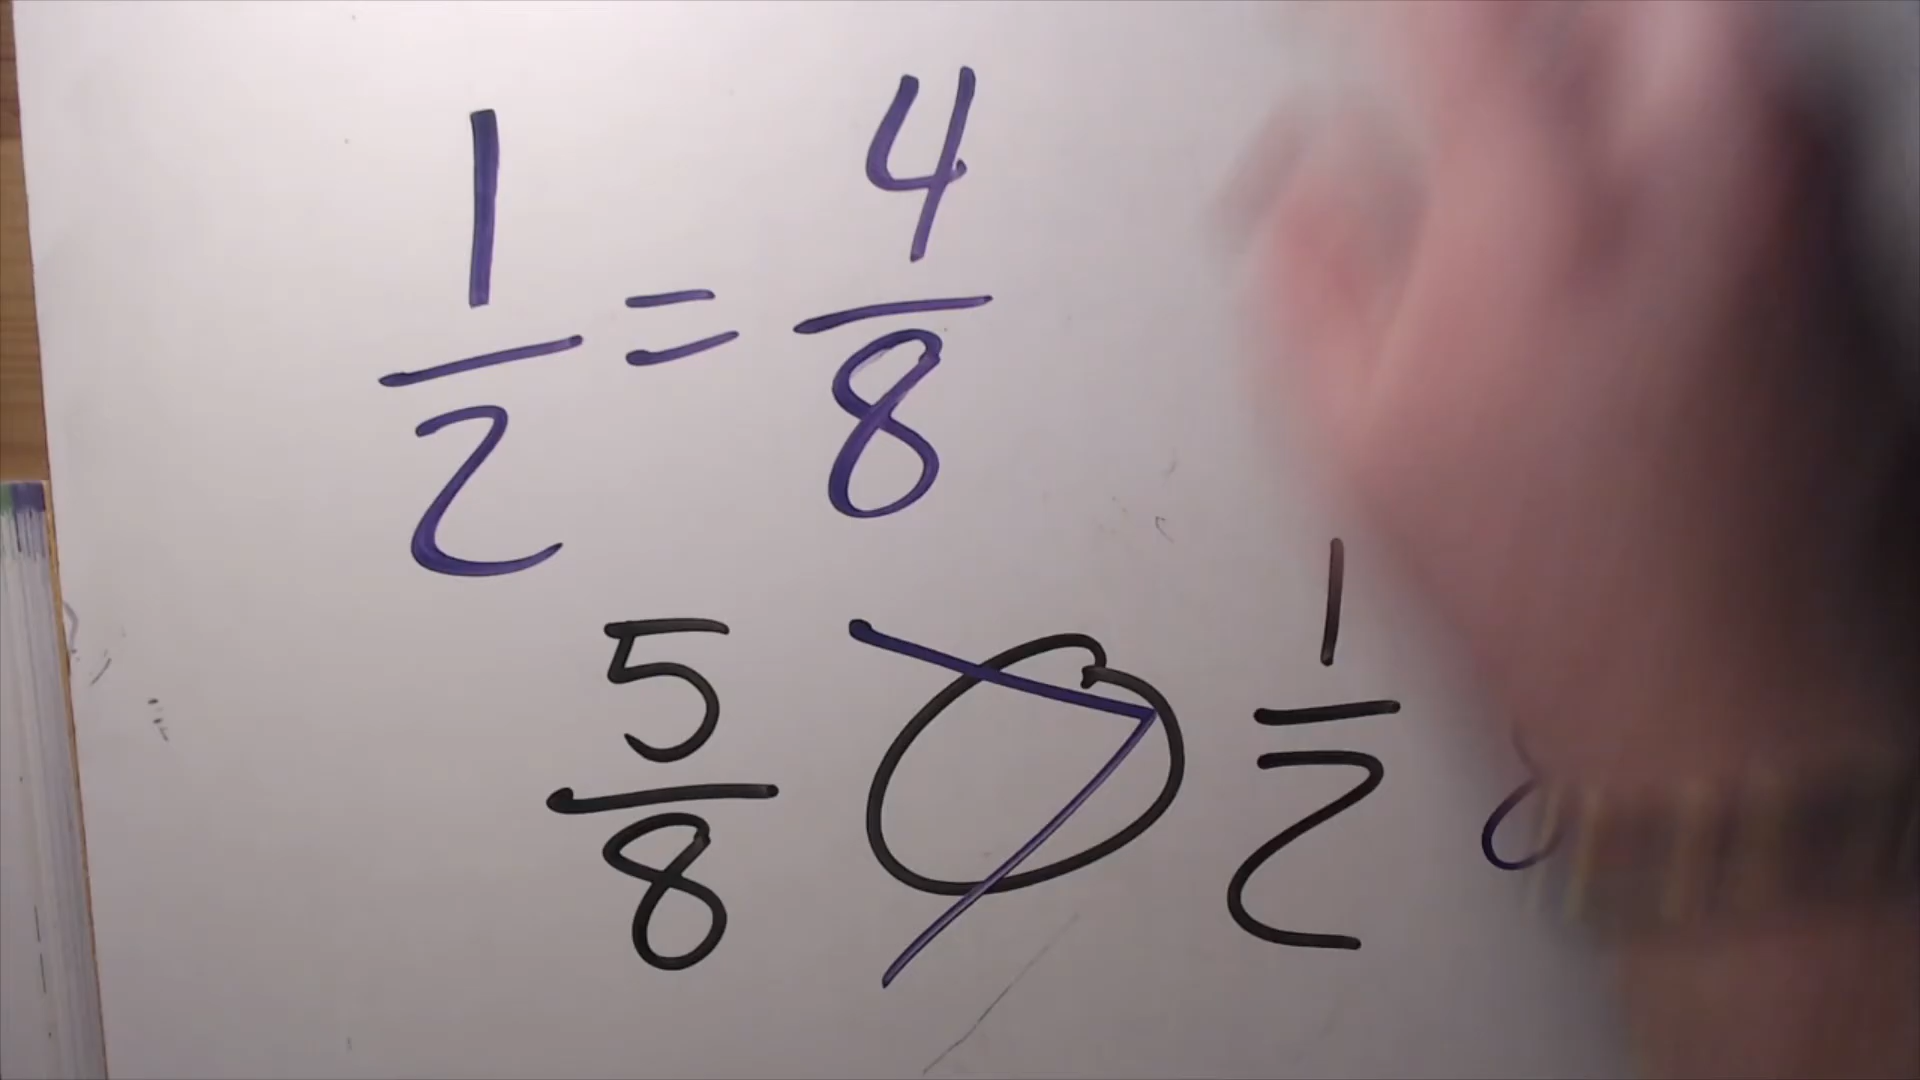 1/2 = 4/8
5/8 > 1/2